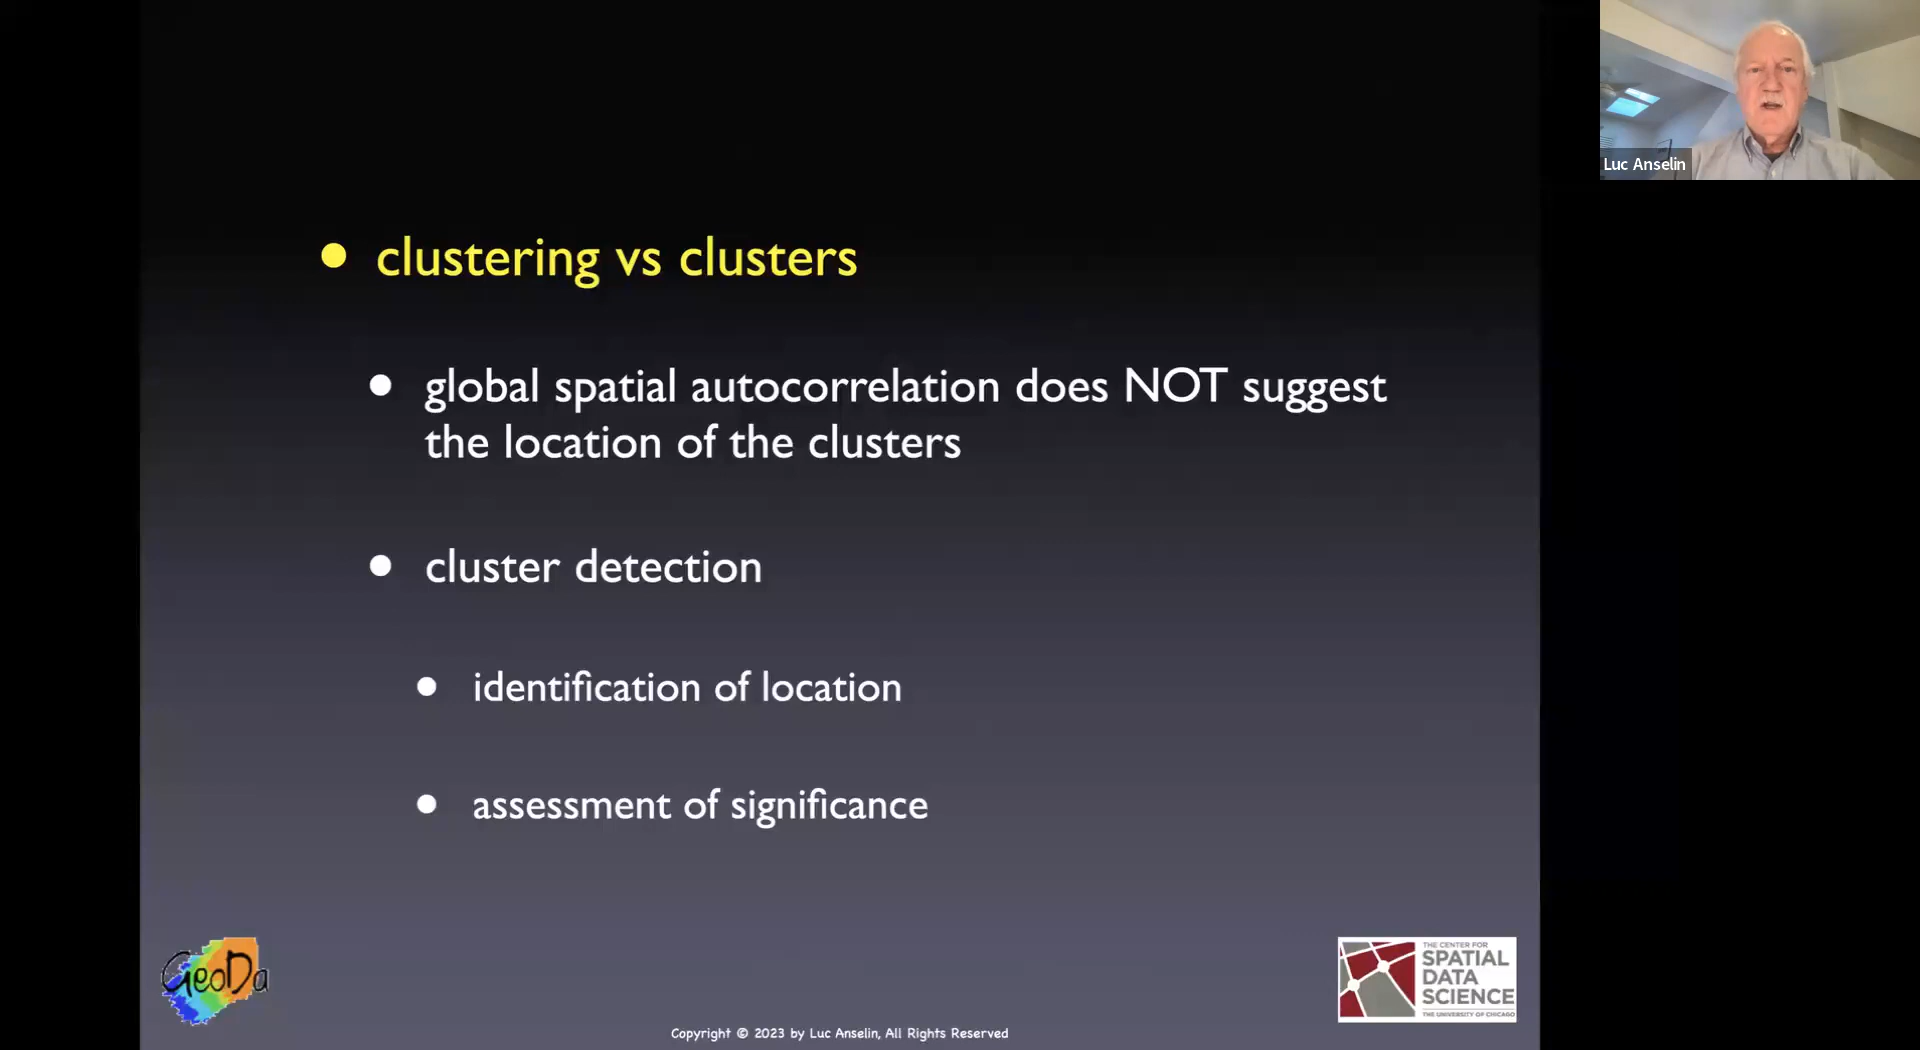 Luc Anselin
clustering vs clusters
global spatial autocorrelation does NOT suggest
the location of the clusters
cluster detection
identification of location
assessment of significance
GeoDa
THE CENTER FOR
SPATIAL
DATA
SCIENCE
THE UNIVERSITY OF CHICAGO
Copyright © 2023 by Luc Anselin, All Rights Reserved